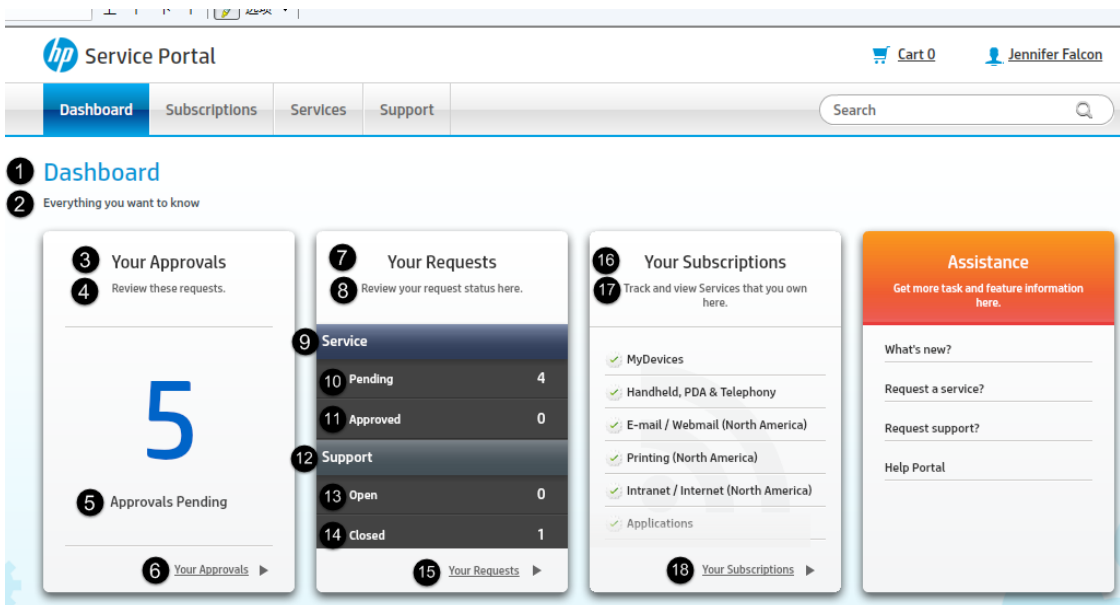 选项
hp Service Portal
Cart 0
Jennifer Falcon
Dashboard Subscriptions Services Support
Search
1 Dashboard
2 Everything you want to know
3 Your Approvals
4 Review these requests.
5
5 Approvals Pending
6 Your Approvals
7 Your Requests
8 Review your request status here.
9 Service
10 Pending 4
11 Approved 0
12 Support
13 Open 0
14 Closed 1
15 Your Requests
16 Your Subscriptions
17 Track and view Services that you own
here.
MyDevices
Handheld, PDA & Telephony
E-mail / Webmail (North America)
Printing (North America)
Intranet / Internet (North America)
Applications
18 Your Subscriptions
Assistance
Get more task and feature information
here.
What's new?
Request a service?
Request support?
Help Portal